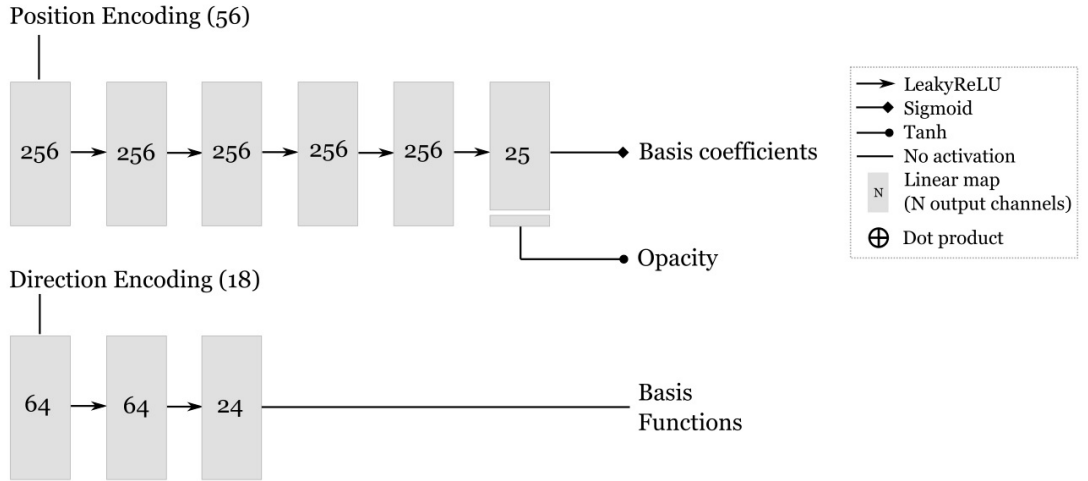 Position Encoding (56)
256
256
256
256
256
25
Basis coefficients
Opacity
Direction Encoding (18)
64
64
24
Basis
Functions
LeakyReLU
Sigmoid
Tanh
No activation
N
Linear map
(N output channels)
Dot product